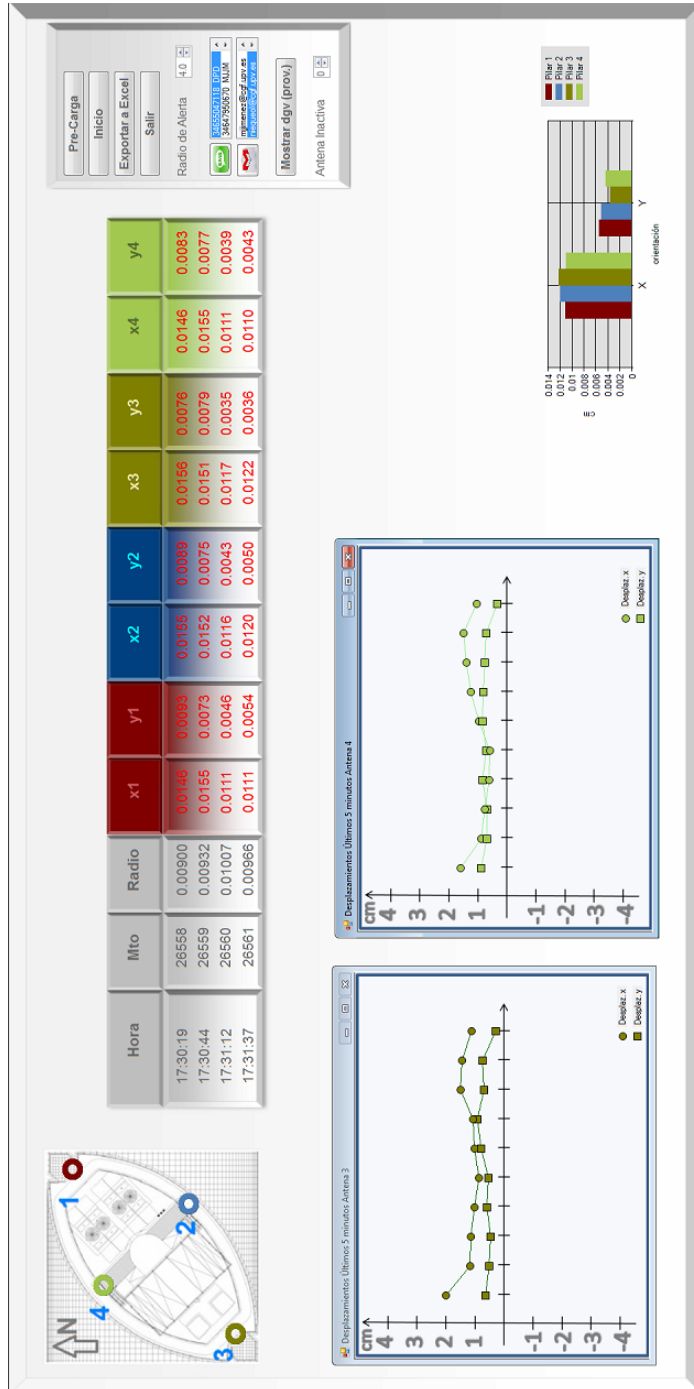 N
1
2
3
4
Hora Mto Radio x1 y1 x2 y2 x3 y3 x4 y4
17:30:19 26558 0.00900 0.0146 0.0093 0.0155 0.0089 0.0156 0.0076 0.0146 0.0083
17:30:44 26559 0.00932 0.0155 0.0073 0.0152 0.0075 0.0151 0.0079 0.0155 0.0077
17:31:12 26560 0.01007 0.0111 0.0046 0.0116 0.0043 0.0117 0.0035 0.0111 0.0039
17:31:37 26561 0.00966 0.0111 0.0054 0.0120 0.0050 0.0122 0.0036 0.0110 0.0043
Pre-Carga
Inicio
Exportar a Excel
Salir
Radio de Alerta 4.0
34655047118 DPD
34647950670 MJJM
mjjimenez@cgf.upv.es
Mostrar dgv (prov.)
Antena Inactiva 0
Desplazamientos Últimos 5 minutos Antena 3
cm
4
3
2
1
-1
-2
-3
-4
Desplaz.x
Desplaz.y
Desplazamientos Últimos 5 minutos Antena 4
cm
4
3
2
1
-1
-2
-3
-4
Desplaz.x
Desplaz.y
cm
0.014
0.012
0.01
0.008
0.006
0.004
0.002
0
X Y
orientación
Pilar 1
Pilar 2
Pilar 3
Pilar 4